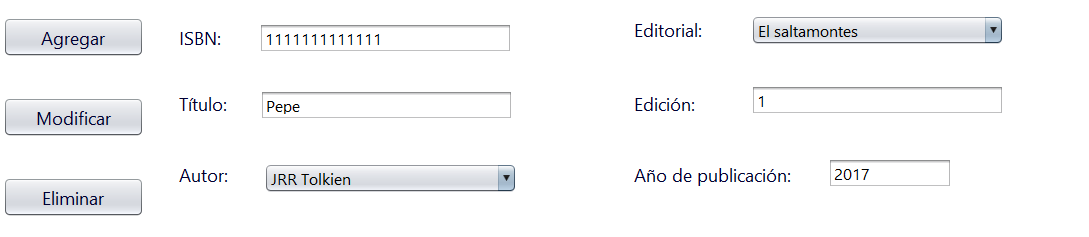 Agregar
ISBN: 1111111111111
Editorial: El saltamontes
Modificar
Título: Pepe
Edición: 1
Eliminar
Autor: JRR Tolkien
Año de publicación: 2017